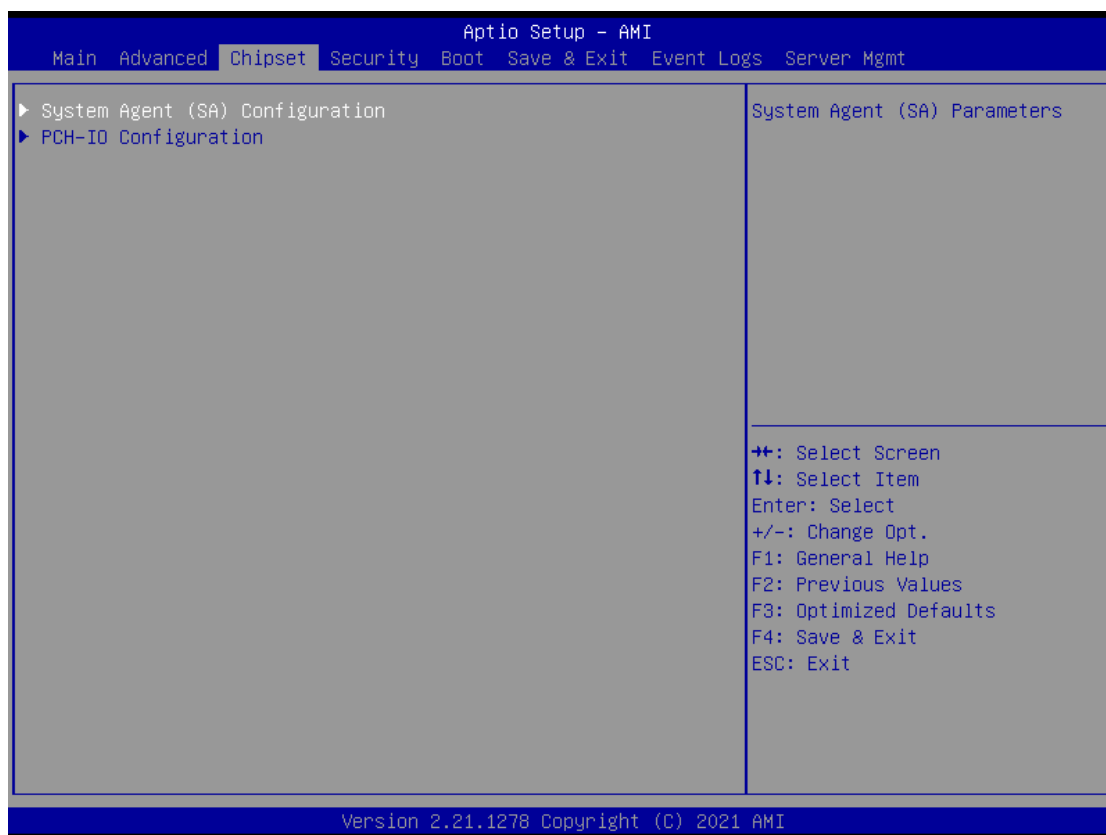 Aptio Setup - AMI
Main Advanced Chipset Security Boot Save & Exit Event Logs Server Mgmt
▶ System Agent (SA) Configuration
▶ PCH-IO Configuration
System Agent (SA) Parameters
→←: Select Screen
↑↓: Select Item
Enter: Select
+/-: Change Opt.
F1: General Help
F2: Previous Values
F3: Optimized Defaults
F4: Save & Exit
ESC: Exit
Version 2.21.1278 Copyright (C) 2021 AMI